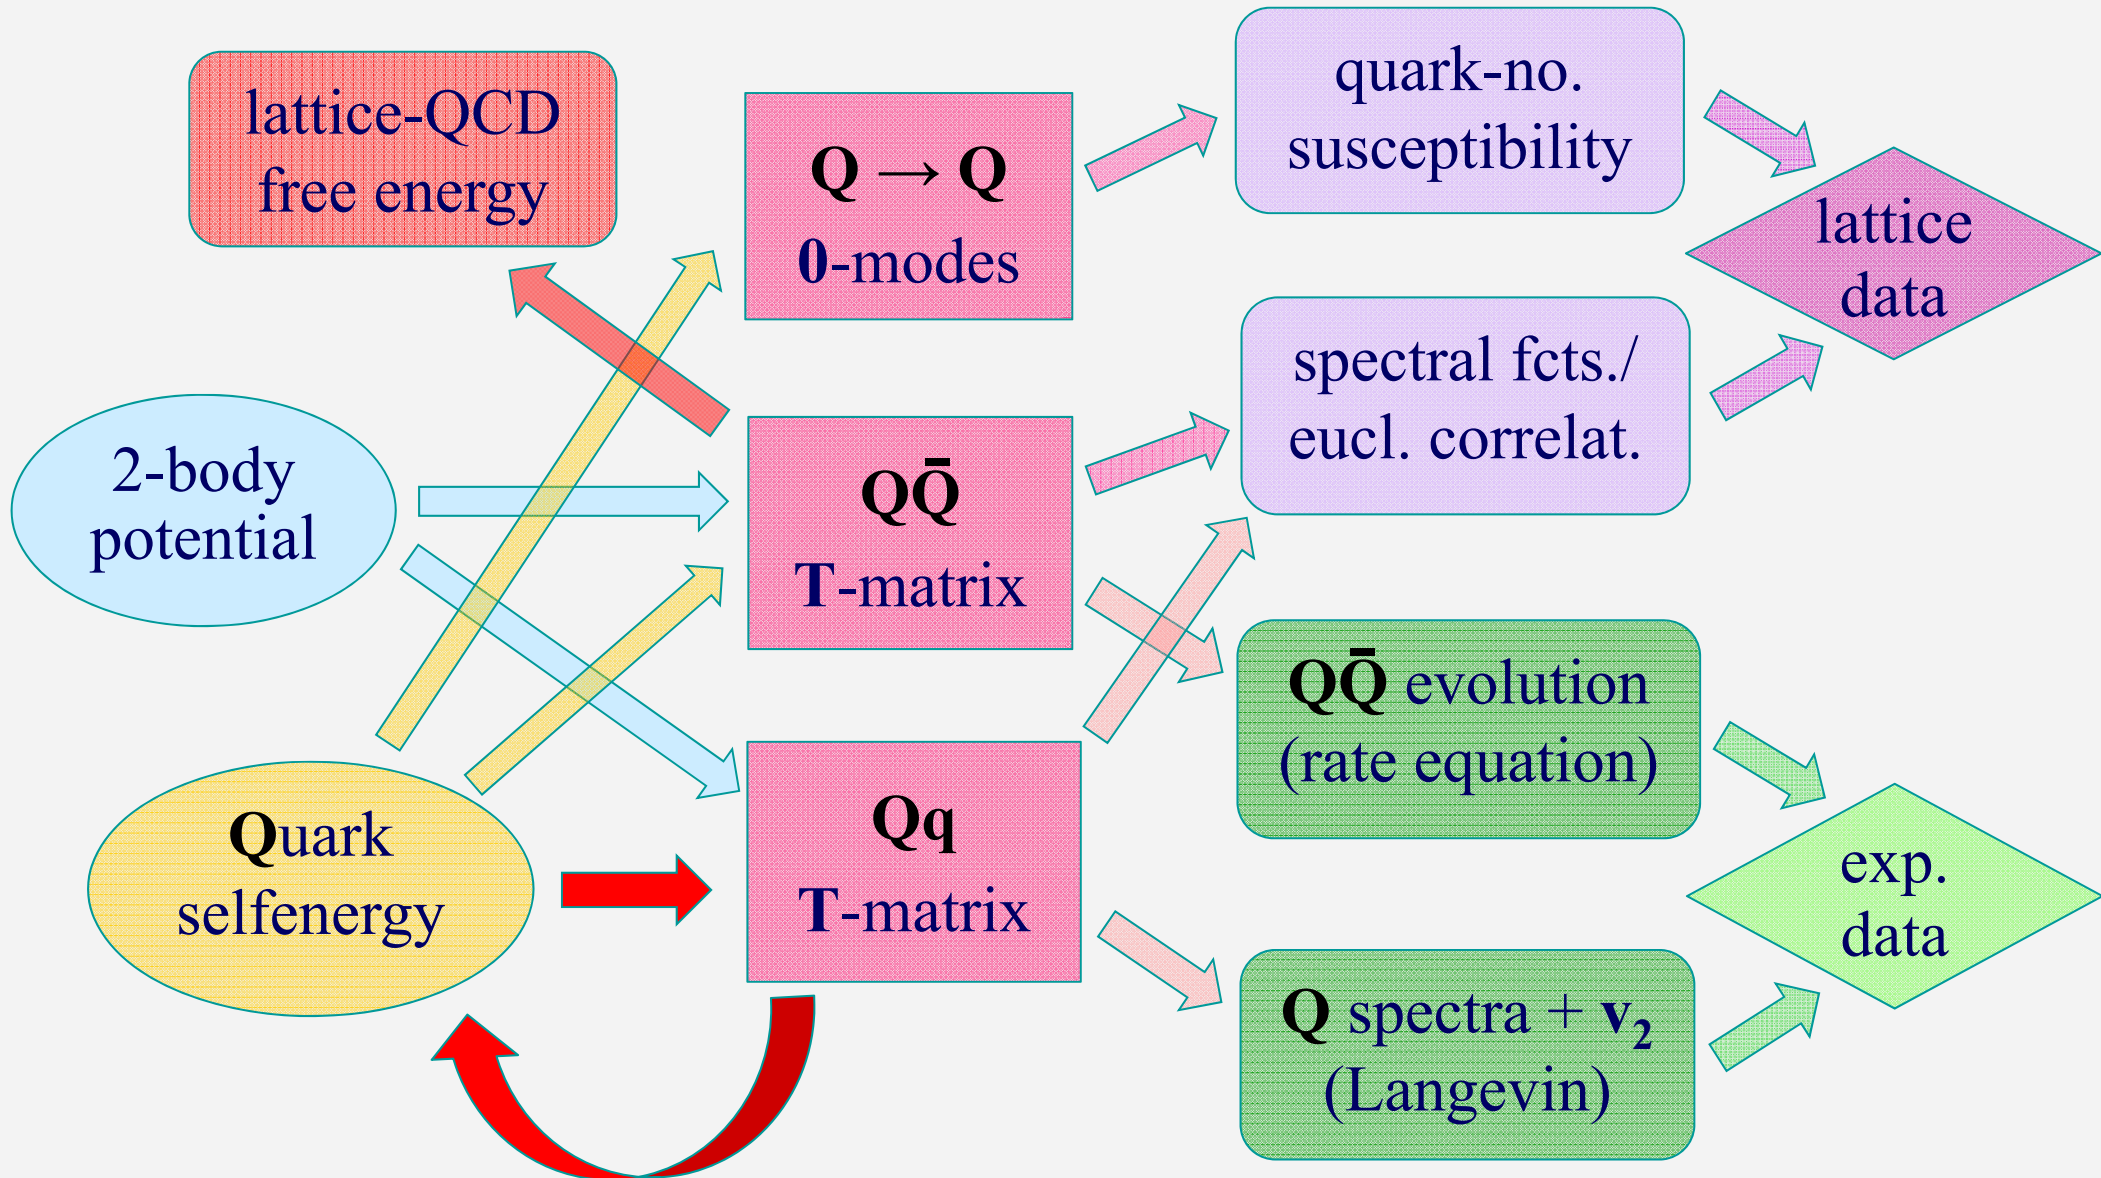 lattice-QCD
free energy
2-body
potential
Quark
selfenergy
Q → Q
0-modes
QQ̄
T-matrix
Qq
T-matrix
quark-no.
susceptibility
spectral fcts./
eucl. correlat.
QQ̄ evolution
(rate equation)
Q spectra + v₂
(Langevin)
lattice
data
exp.
data